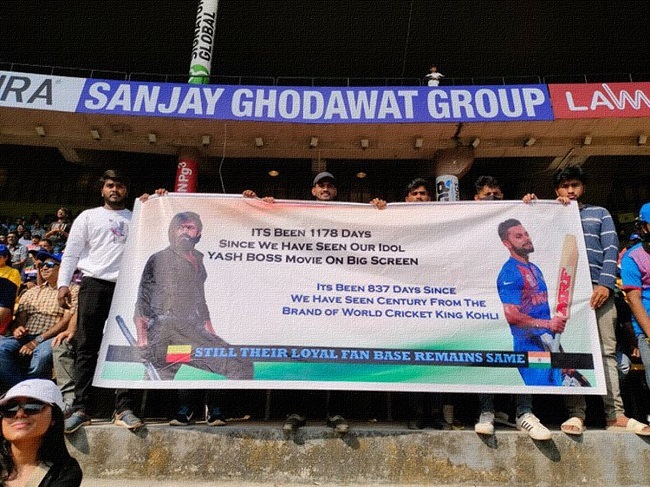 GLOBAL
SANJAY GHODAWAT GROUP
ITS BEEN 1178 DAYS
SINCE WE HAVE SEEN OUR IDOL
YASH BOSS MOVIE ON BIG SCREEN
ITS BEEN 837 DAYS SINCE
WE HAVE SEEN CENTURY FROM THE
BRAND OF WORLD CRICKET KING KOHLI
STILL THEIR LOYAL FAN BASE REMAINS SAME